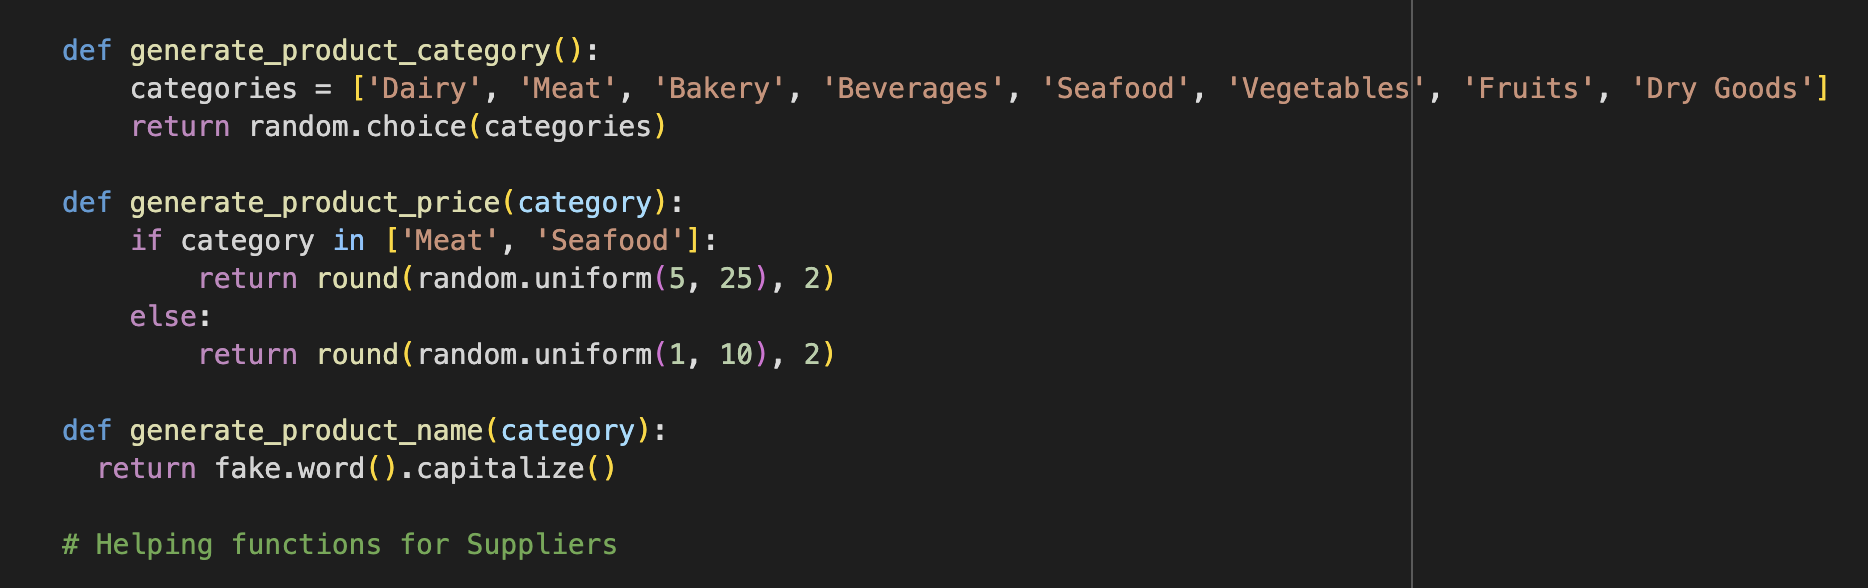 def generate_product_category():
    categories = ['Dairy', 'Meat', 'Bakery', 'Beverages', 'Seafood', 'Vegetables', 'Fruits', 'Dry Goods']
    return random.choice(categories)

def generate_product_price(category):
    if category in ['Meat', 'Seafood']:
        return round(random.uniform(5, 25), 2)
    else:
        return round(random.uniform(1, 10), 2)

def generate_product_name(category):
  return fake.word().capitalize()

# Helping functions for Suppliers